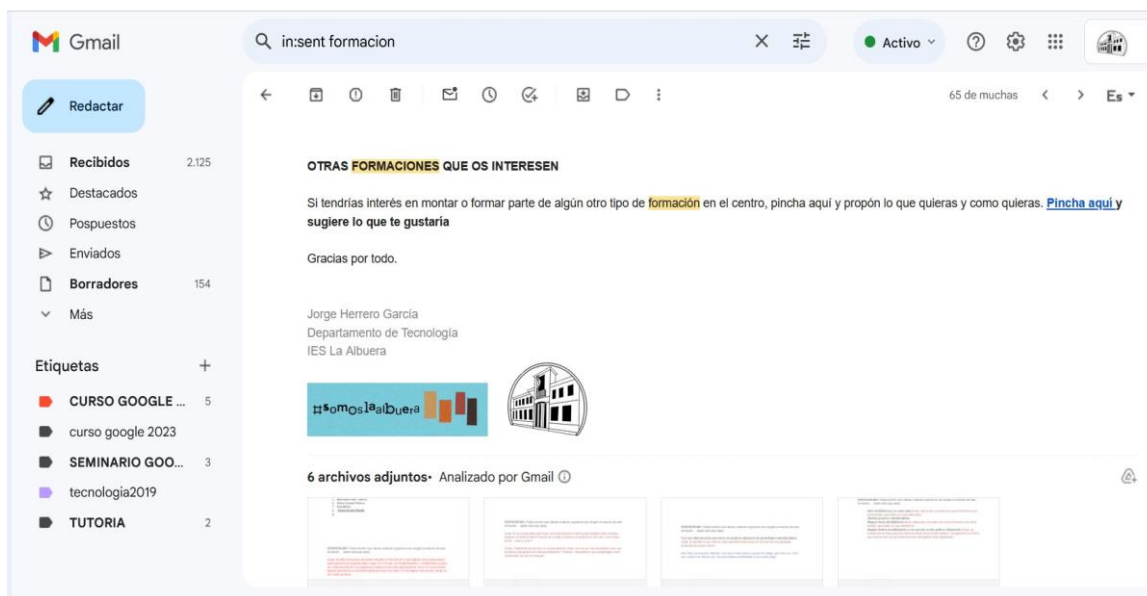 Gmail
in:sent formacion
Activo
Redactar
65 de muchas
Es
Recibidos 2.125
Destacados
Pospuestos
Enviados
Borradores 154
Más
Etiquetas
CURSO GOOGLE ... 5
curso google 2023
SEMINARIO GOO... 3
tecnologia2019
TUTORIA 2
OTRAS FORMACIONES QUE OS INTERESEN
Si tendrías interés en montar o formar parte de algún otro tipo de formación en el centro, pincha aquí y propón lo que quieras y como quieras. Pincha aquí y
sugiere lo que te gustaría
Gracias por todo.
Jorge Herrero García
Departamento de Tecnología
IES La Albuera
#somoslaalbuera
6 archivos adjuntos• Analizado por Gmail